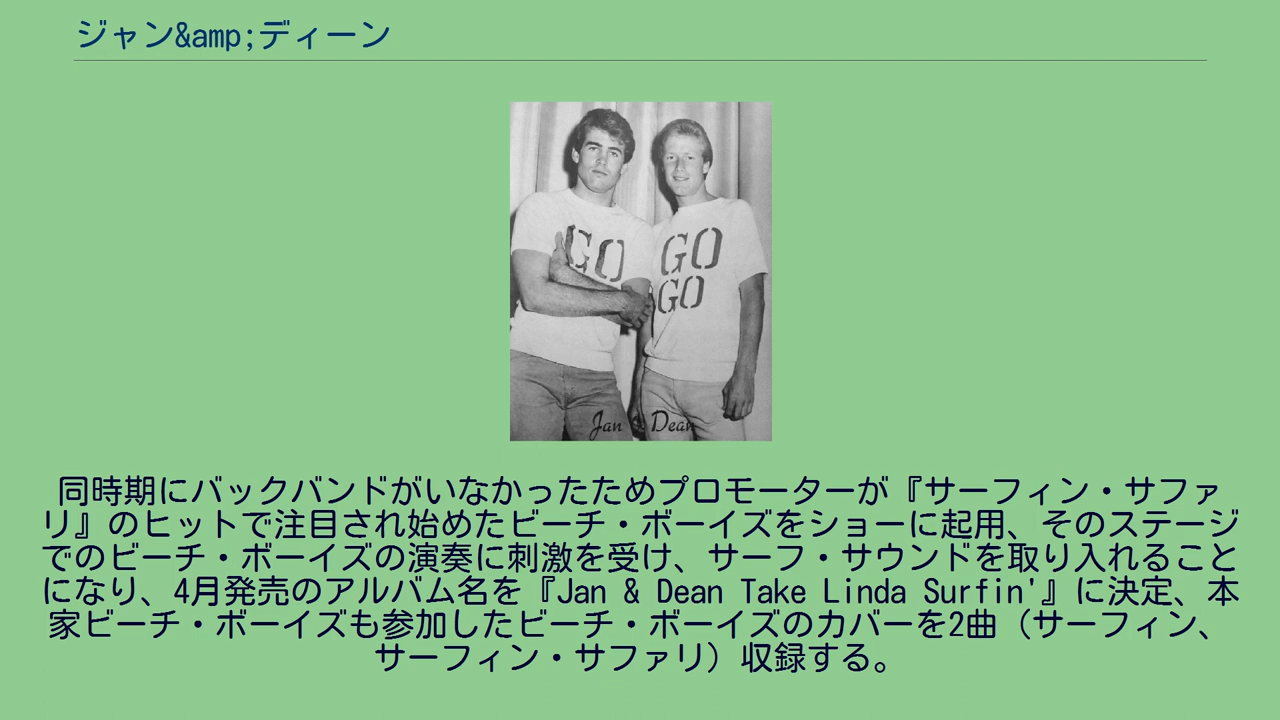 ジャン&amp;ディーン
GO
GO
GO
Jan & Dean
同時期にバックバンドがいなかったためプロモーターが『サーフィン・サファ
リ』のヒットで注目され始めたビーチ・ボーイズをショーに起用、そのステージ
でのビーチ・ボーイズの演奏に刺激を受け、サーフ・サウンドを取り入れること
になり、4月発売のアルバム名を『Jan & Dean Take Linda Surfin'』に決定、本
家ビーチ・ボーイズも参加したビーチ・ボーイズのカバーを2曲（サーフィン、
サーフィン・サファリ）収録する。